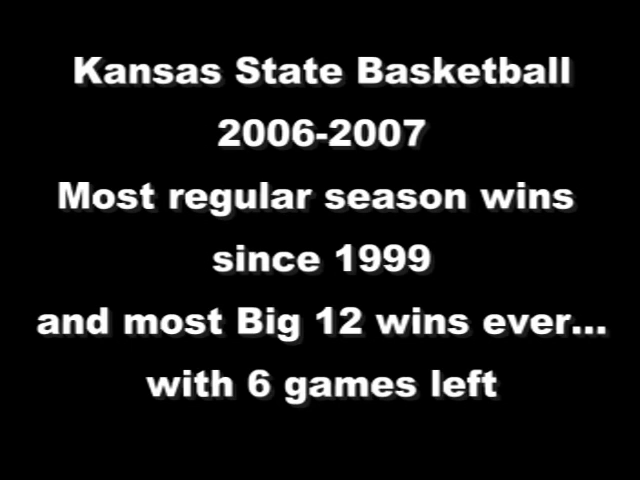 Kansas State Basketball
2006-2007
Most regular season wins
since 1999
and most Big 12 wins ever...
with 6 games left